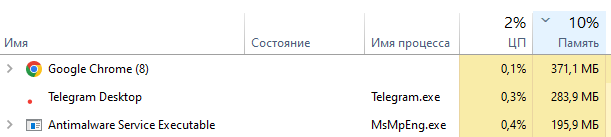 2% 10%
Имя Состояние Имя процесса ЦП Память
Google Chrome (8) 0,1% 371,1 МБ
Telegram Desktop Telegram.exe 0,3% 283,9 МБ
Antimalware Service Executable MsMpEng.exe 0,4% 195,9 МБ